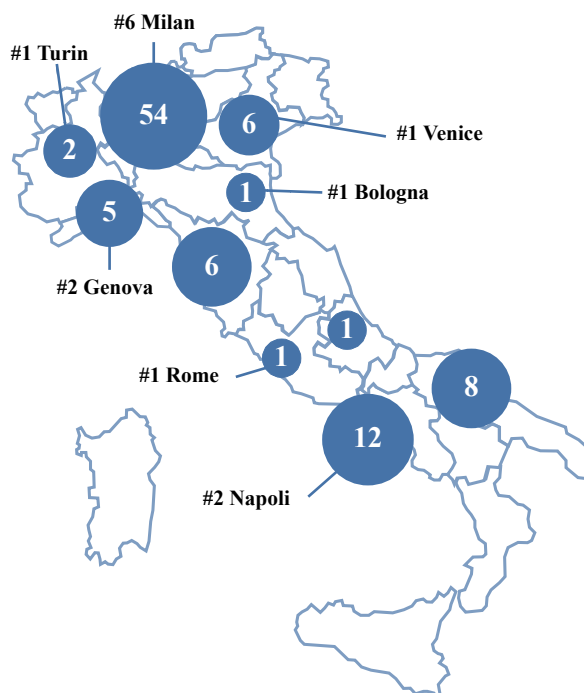 #6 Milan
#1 Turin
54
6
#1 Venice
2
1
#1 Bologna
5
6
#2 Genova
1
1
#1 Rome
8
12
#2 Napoli